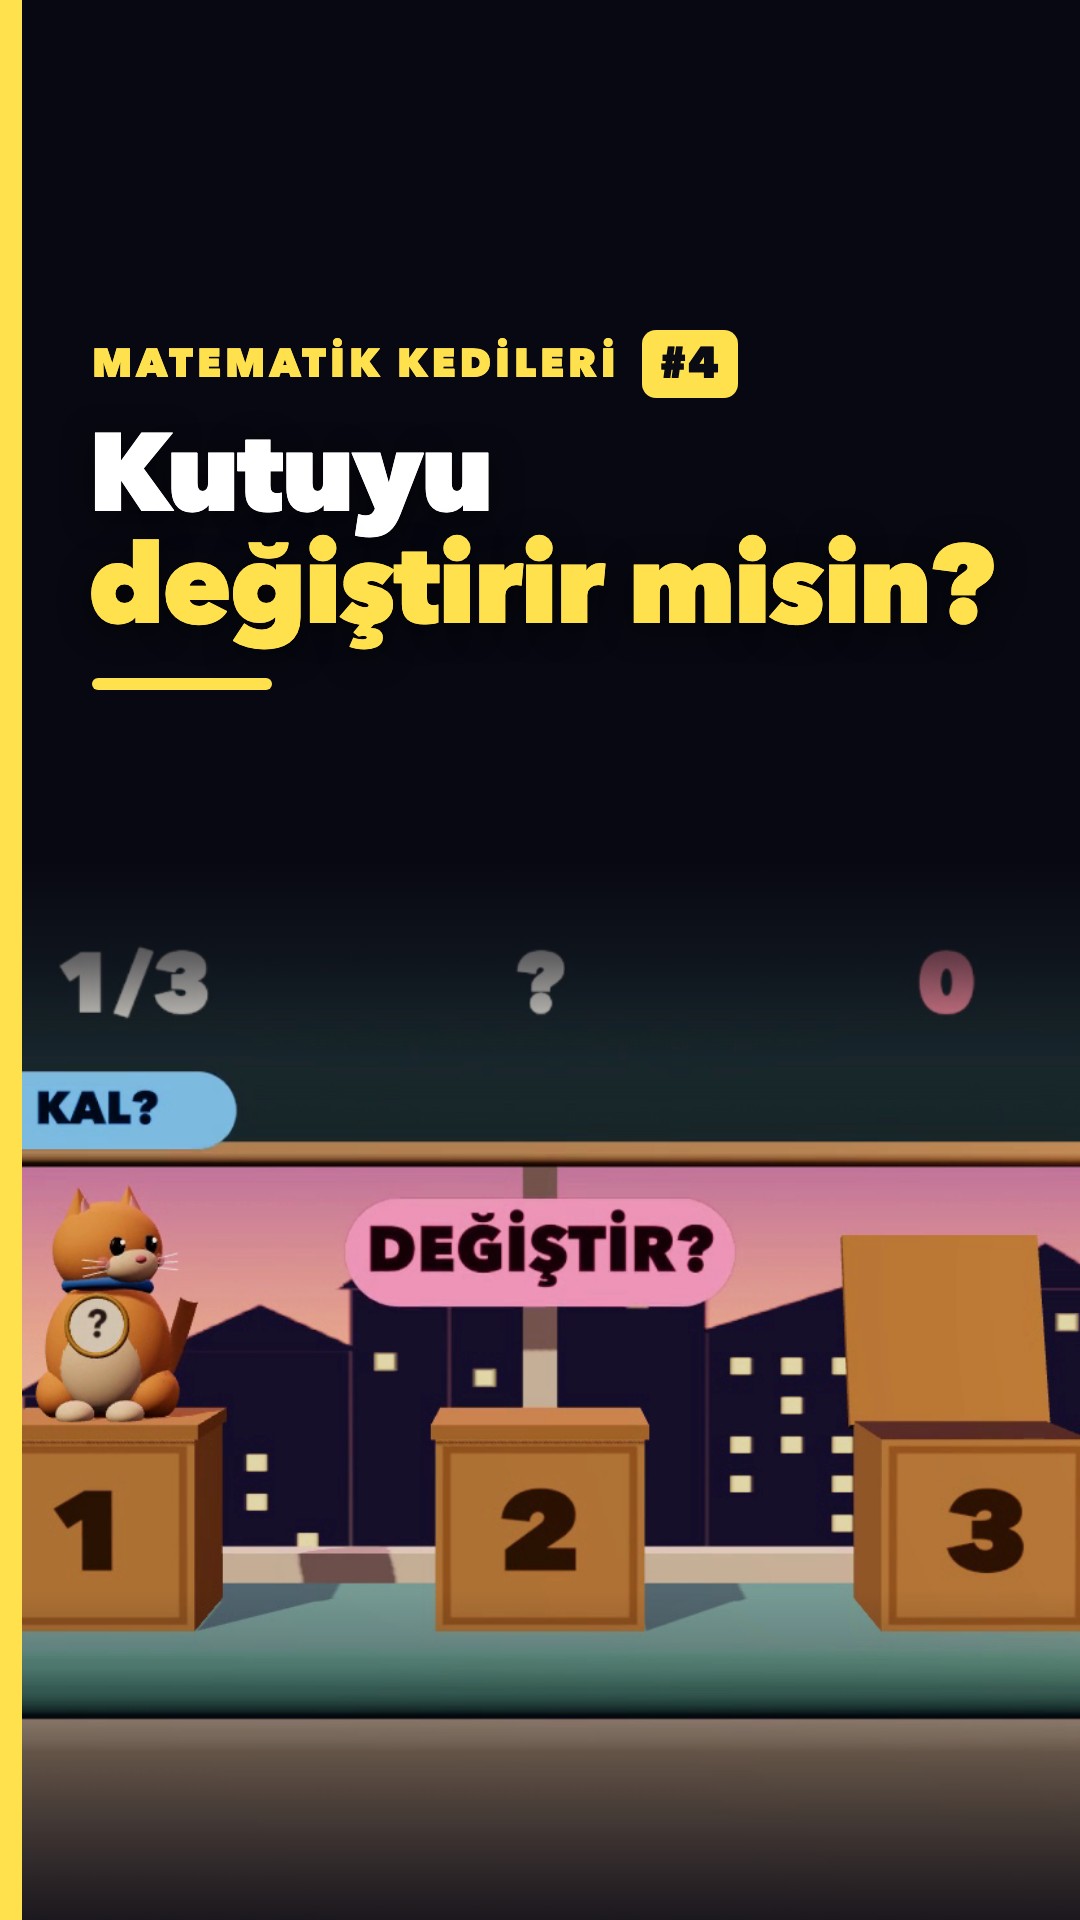 MATEMATİK KEDİLERİ #4
Kutuyu
değiştirir misin?
1/3 ? 0
KAL?
DEĞİŞTİR?
?
1 2 3